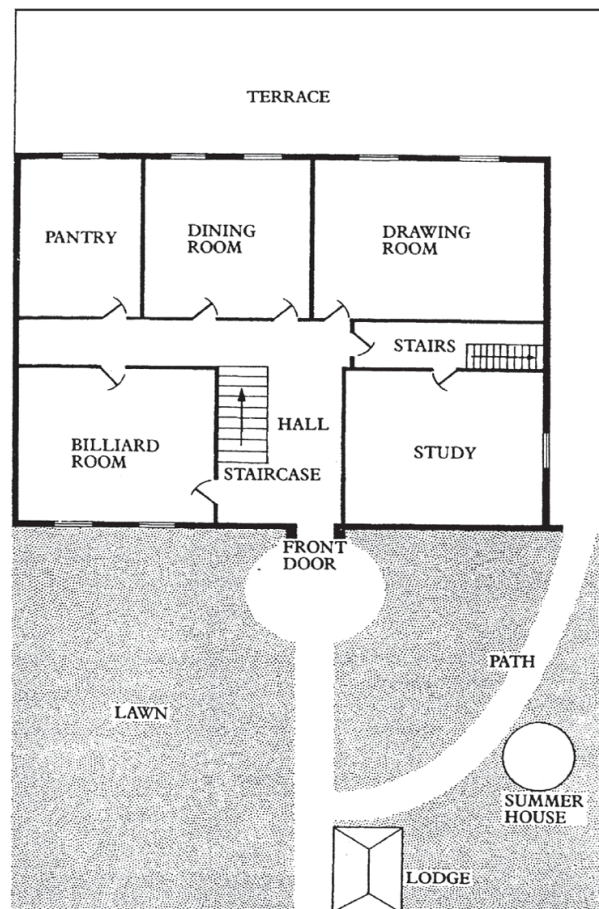 TERRACE
PANTRY
DINING
ROOM
DRAWING
ROOM
STAIRS
HALL
BILLIARD
ROOM
STAIRCASE
STUDY
FRONT
DOOR
PATH
LAWN
SUMMER
HOUSE
LODGE